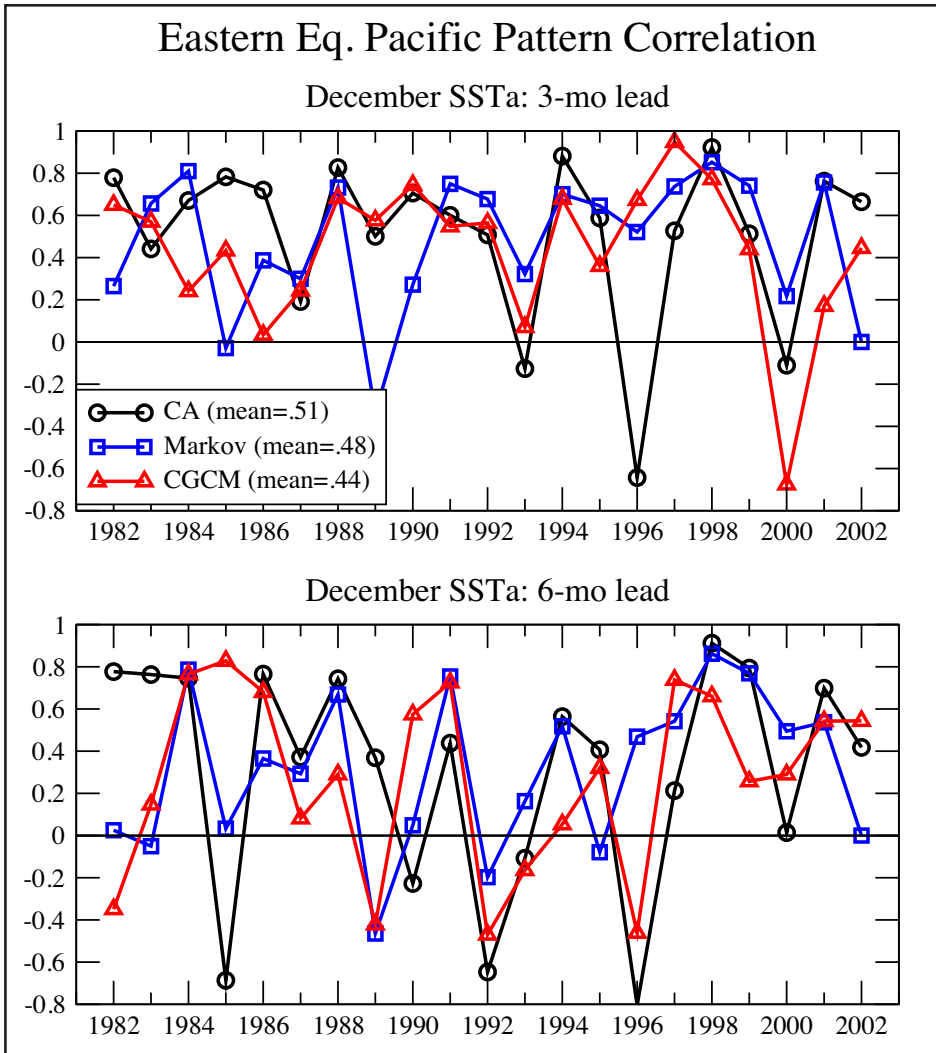 Eastern Eq. Pacific Pattern Correlation
December SSTa: 3-mo lead
1
0.8
0.6
0.4
0.2
0
-0.2
-0.4
-0.6
-0.8
CA (mean=.51)
Markov (mean=.48)
CGCM (mean=.44)
1982 1984 1986 1988 1990 1992 1994 1996 1998 2000 2002
December SSTa: 6-mo lead
1
0.8
0.6
0.4
0.2
0
-0.2
-0.4
-0.6
-0.8
1982 1984 1986 1988 1990 1992 1994 1996 1998 2000 2002